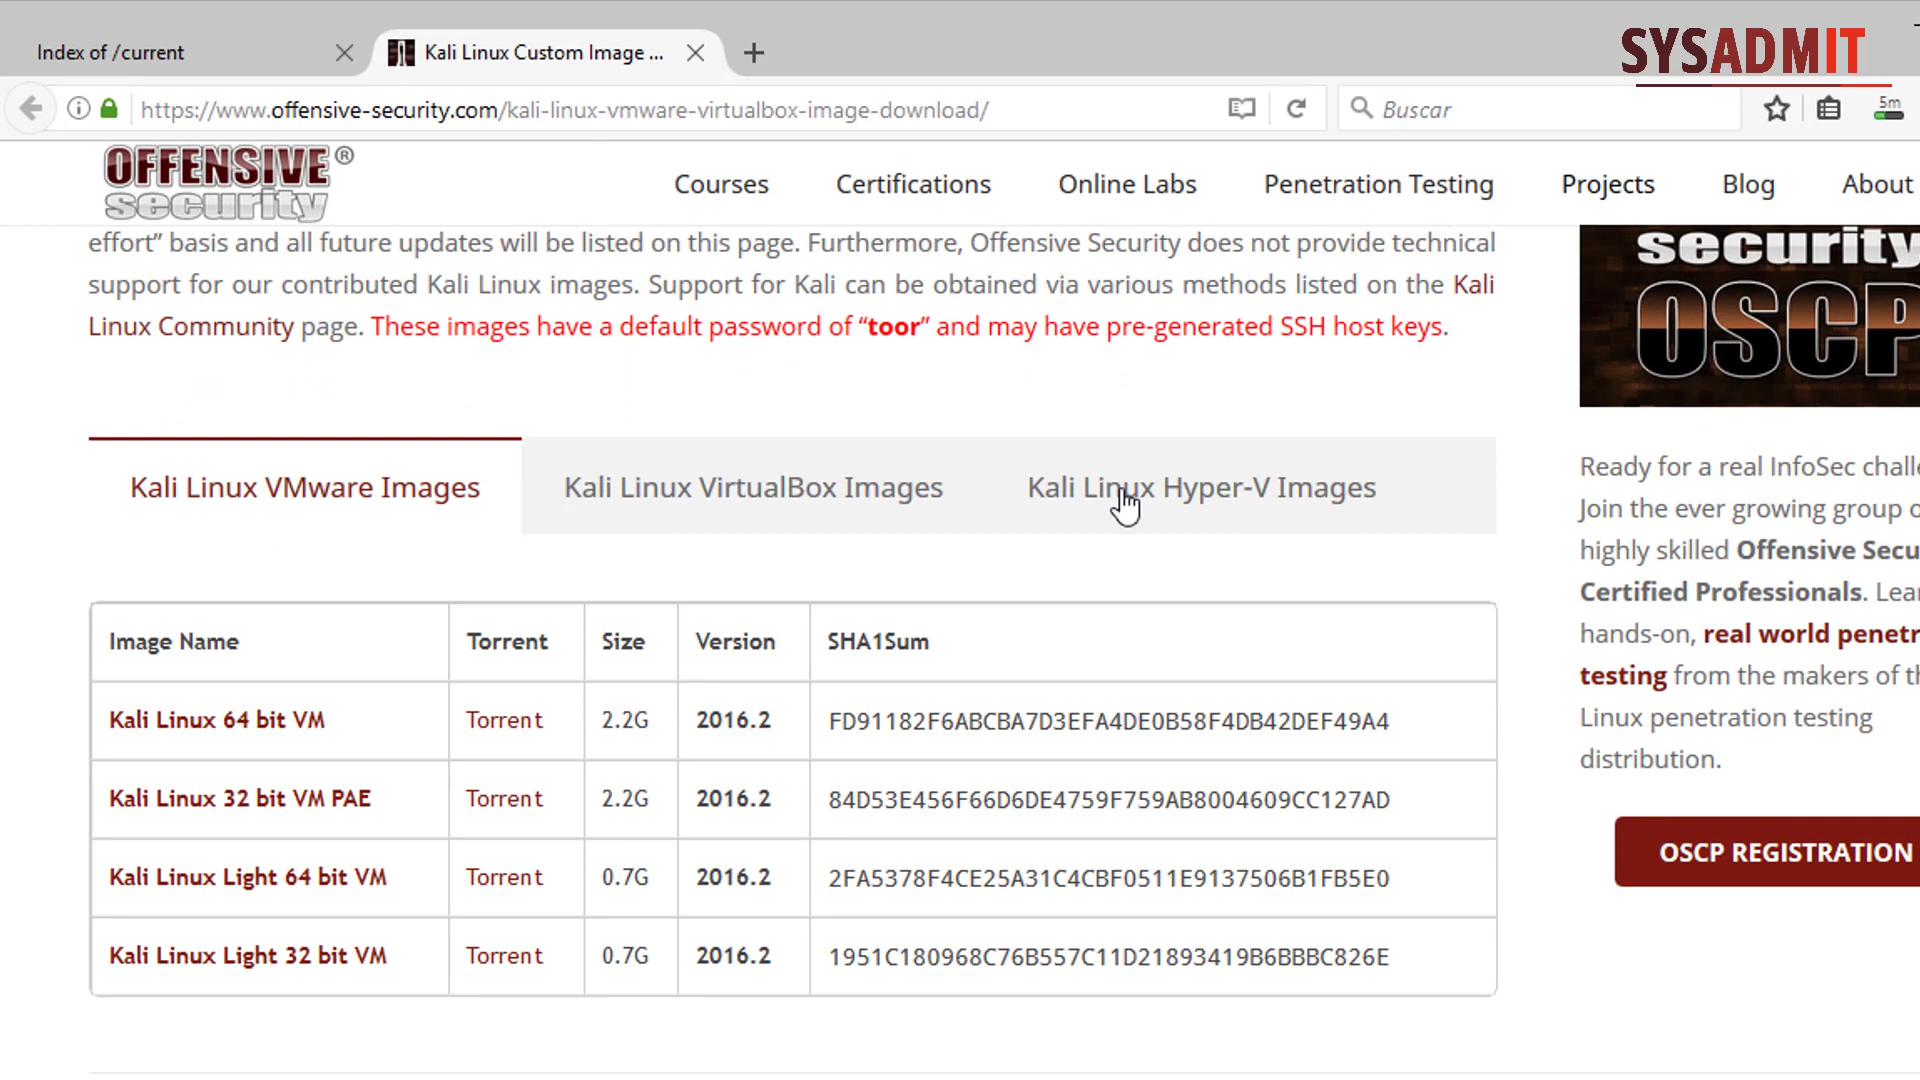 SYSADMIT
Index of /current
Kali Linux Custom Image ...
5m
https://www.offensive-security.com/kali-linux-vmware-virtualbox-image-download/
Buscar
OFFENSIVE ®
security
Courses Certifications Online Labs Penetration Testing Projects Blog About
effort” basis and all future updates will be listed on this page. Furthermore, Offensive Security does not provide technical
support for our contributed Kali Linux images. Support for Kali can be obtained via various methods listed on the Kali
Linux Community page. These images have a default password of “toor” and may have pre-generated SSH host keys.
Kali Linux VMware Images Kali Linux VirtualBox Images Kali Linux Hyper-V Images
Image Name Torrent Size Version SHA1Sum
Kali Linux 64 bit VM Torrent 2.2G 2016.2 FD91182F6ABCBA7D3EFA4DE0B58F4DB42DEF49A4
Kali Linux 32 bit VM PAE Torrent 2.2G 2016.2 84D53E456F66D6DE4759F759AB8004609CC127AD
Kali Linux Light 64 bit VM Torrent 0.7G 2016.2 2FA5378F4CE25A31C4CBF0511E9137506B1FB5E0
Kali Linux Light 32 bit VM Torrent 0.7G 2016.2 1951C180968C76B557C11D21893419B6BBBC826E
security
OSCP
Ready for a real InfoSec challe
Join the ever growing group o
highly skilled Offensive Secu
Certified Professionals. Lear
hands-on, real world penetr
testing from the makers of th
Linux penetration testing
distribution.
OSCP REGISTRATION